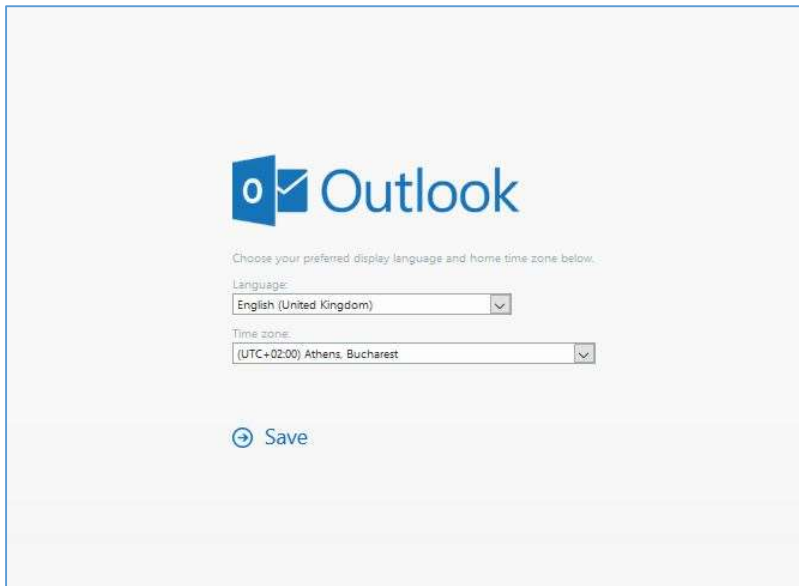 Outlook
Choose your preferred display language and home time zone below.
Language:
English (United Kingdom)
Time zone:
(UTC+02:00) Athens, Bucharest
Save